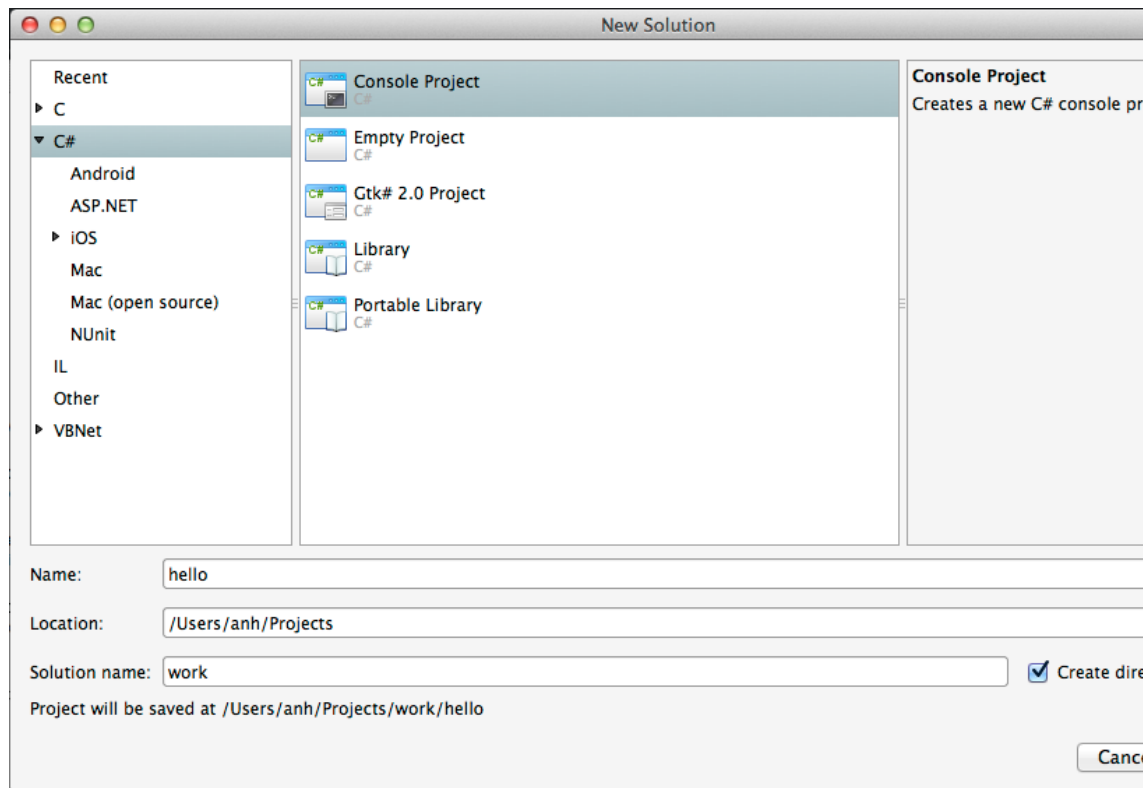 New Solution
Recent
C
C#
Android
ASP.NET
iOS
Mac
Mac (open source)
NUnit
IL
Other
VBNet
C#
Console Project
C#
C#
Empty Project
C#
C#
Gtk# 2.0 Project
C#
C#
Library
C#
C#
Portable Library
C#
Console Project
Creates a new C# console pr
Name:
hello
Location:
/Users/anh/Projects
Solution name:
work
Create dire
Project will be saved at /Users/anh/Projects/work/hello
Cance